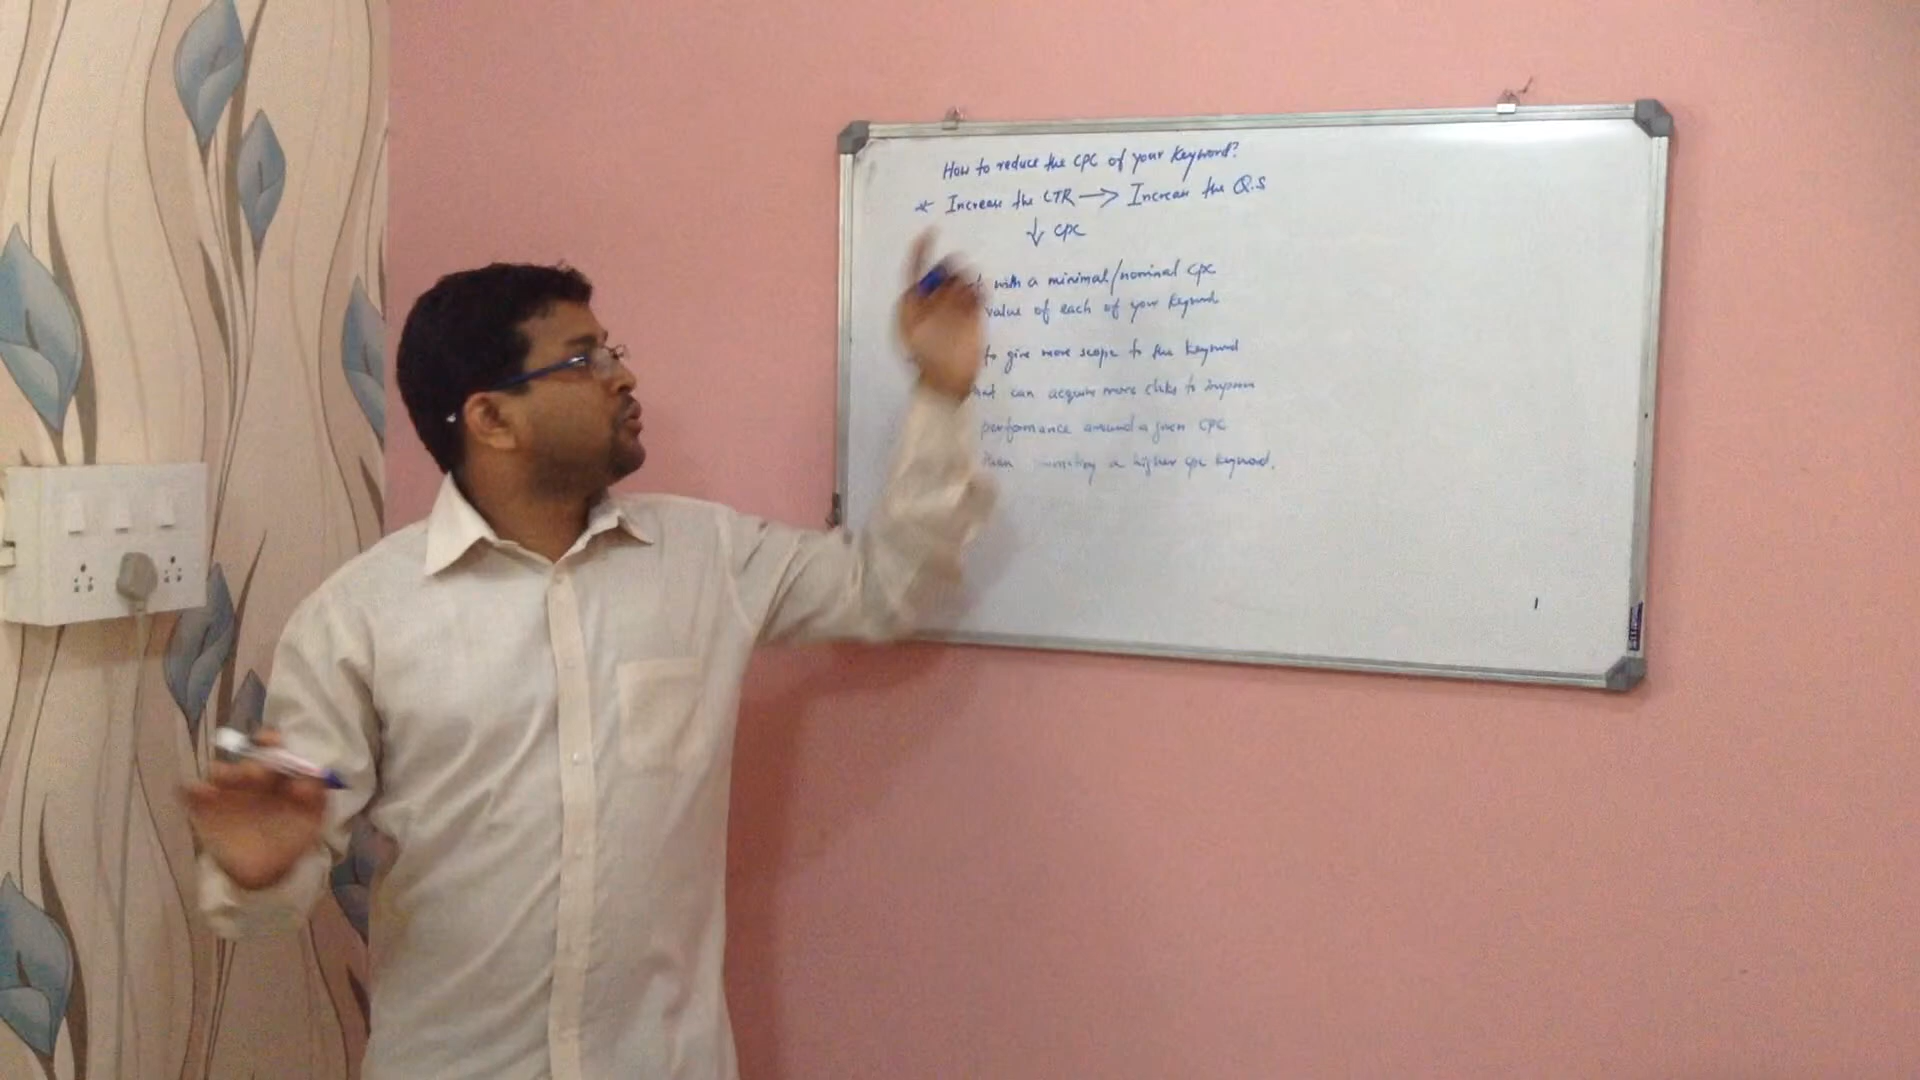 How to reduce the CPC of your Keyword?
* Increase the CTR → Increase the Q.S
↓ CPC
with a minimal/nominal CPC
value of each of your Keyword
to give more scope to the Keyword
can acquire more clicks to improve
performance around a given CPC
than a higher CPC Keyword.